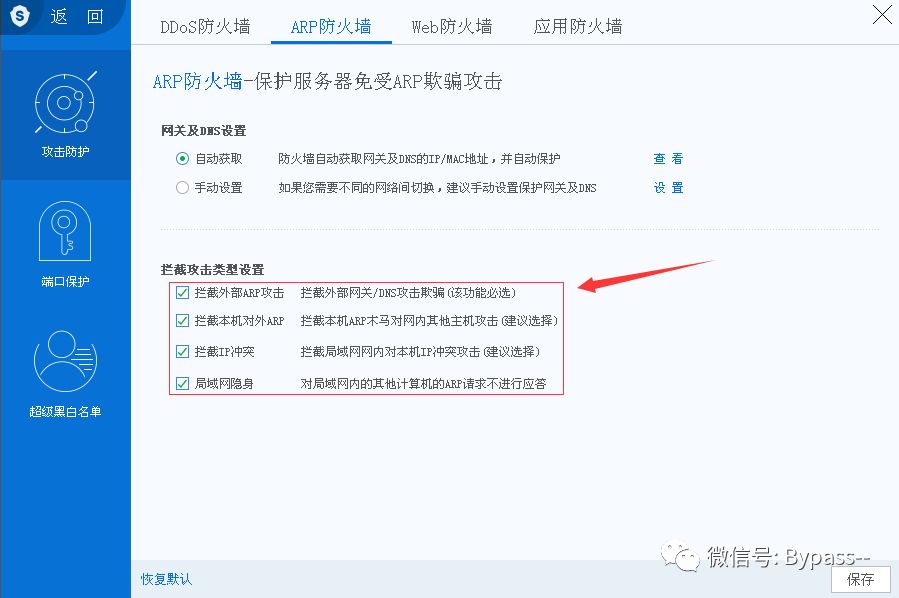 返 回
DDoS防火墙 ARP防火墙 Web防火墙 应用防火墙
攻击防护
端口保护
超级黑白名单
ARP防火墙-保护服务器免受ARP欺骗攻击
网关及DNS设置
自动获取 防火墙自动获取网关及DNS的IP/MAC地址，并自动保护 查 看
手动设置 如果您需要不同的网络间切换，建议手动设置保护网关及DNS 设 置
拦截攻击类型设置
拦截外部ARP攻击 拦截外部网关/DNS攻击欺骗(该功能必选)
拦截本机对外ARP 拦截本机ARP木马对网内其他主机攻击(建议选择)
拦截IP冲突 拦截局域网网内对本机IP冲突攻击(建议选择)
局域网隐身 对局域网内的其他计算机的ARP请求不进行应答
微信号: Bypass--
恢复默认 保存